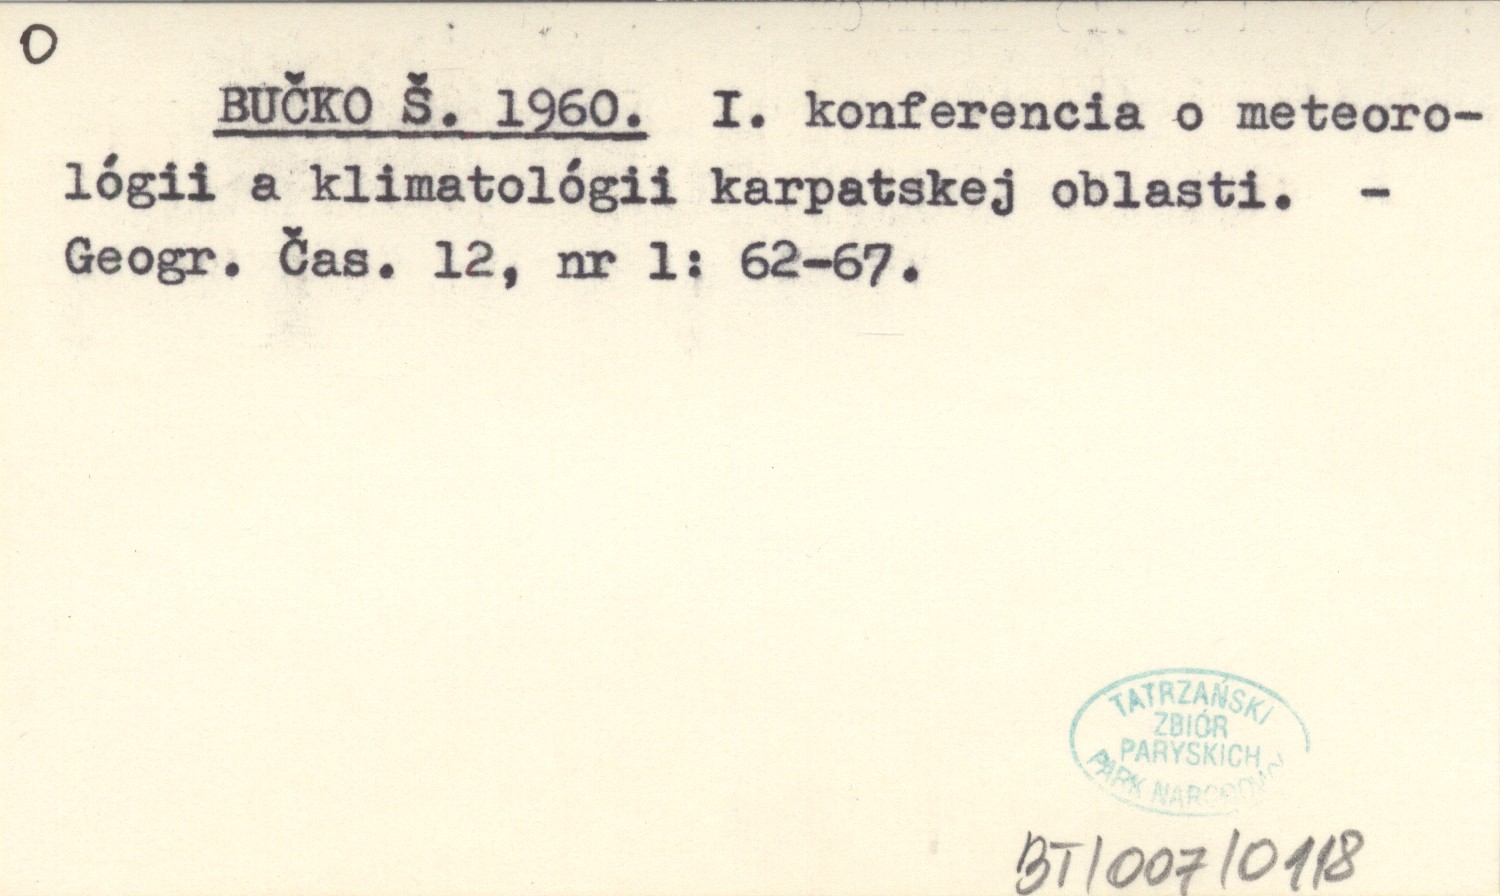 O
BUČKO Š. 1960. I. konferencia o meteoro-
lógii a klimatológii karpatskej oblasti. -
Geogr. Čas. 12, nr 1: 62-67.
TATRZAŃSKI
ZBIÓR
PARYSKICH
PARK NARODOWY
BT/007/0118